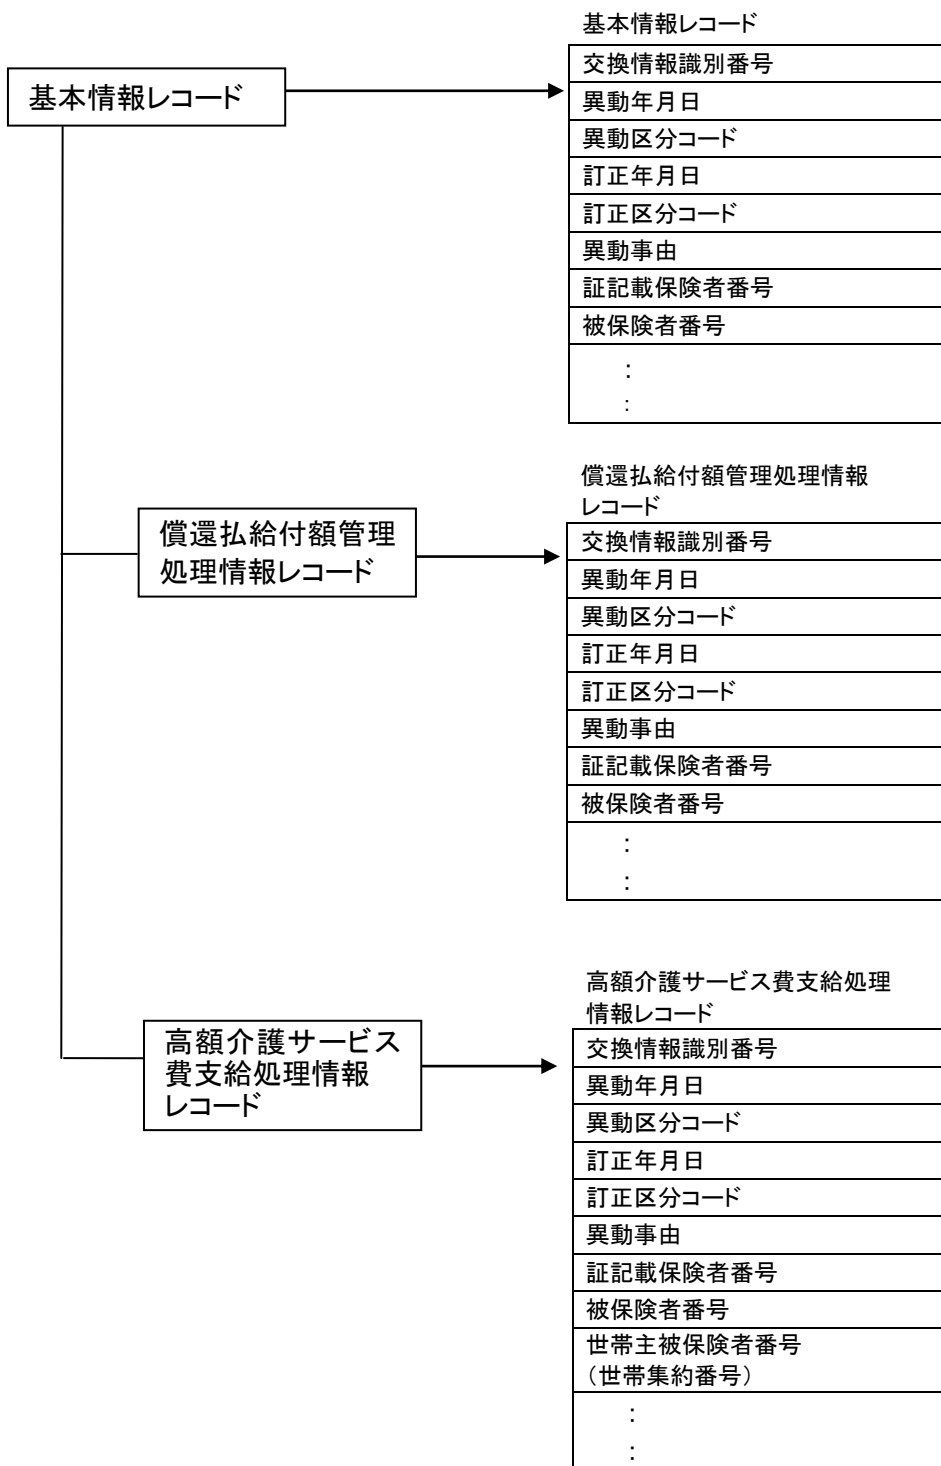 基本情報レコード
基本情報レコード
交換情報識別番号
異動年月日
異動区分コード
訂正年月日
訂正区分コード
異動事由
証記載保険者番号
被保険者番号
:
:
償還払給付額管理
処理情報レコード
償還払給付額管理処理情報
レコード
交換情報識別番号
異動年月日
異動区分コード
訂正年月日
訂正区分コード
異動事由
証記載保険者番号
被保険者番号
:
:
高額介護サービス
費支給処理情報
レコード
高額介護サービス費支給処理
情報レコード
交換情報識別番号
異動年月日
異動区分コード
訂正年月日
訂正区分コード
異動事由
証記載保険者番号
被保険者番号
世帯主被保険者番号
（世帯集約番号）
:
: